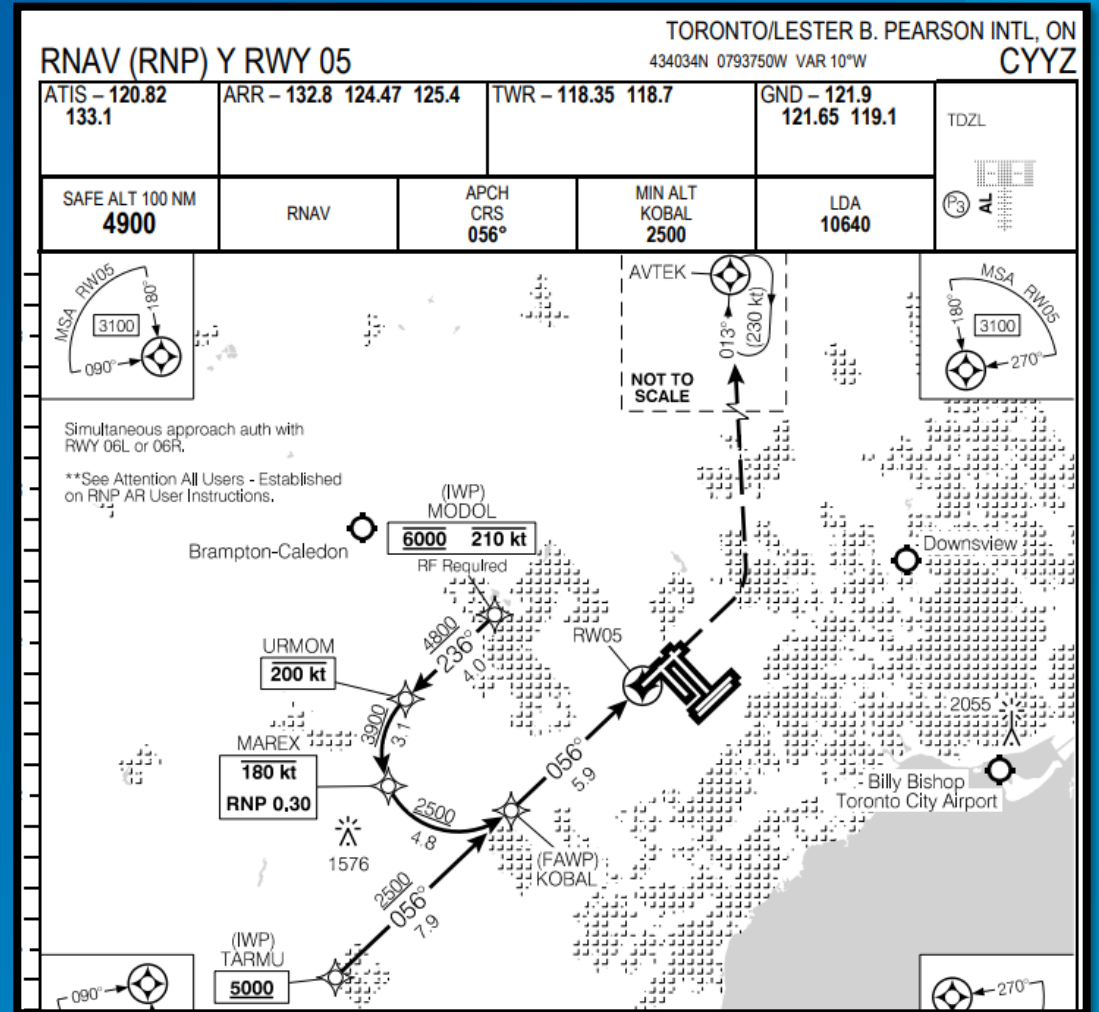 TORONTO/LESTER B. PEARSON INTL, ON
RNAV (RNP) Y RWY 05
434034N 0793750W VAR 10°W
CYYZ
ATIS – 120.82
133.1
ARR – 132.8 124.47 125.4
TWR – 118.35 118.7
GND – 121.9
121.65 119.1
TDZL
P3
AL
SAFE ALT 100 NM
4900
RNAV
APCH
CRS
056°
MIN ALT
KOBAL
2500
LDA
10640
MSA RW05
180°
3100
090°
AVTEK
013°
(230 kt)
NOT TO
SCALE
MSA RW05
180°
3100
270°
Simultaneous approach auth with
RWY 06L or 06R.
**See Attention All Users - Established
on RNP AR User Instructions.
(IWP)
MODOL
6000 210 kt
RF Required
Brampton-Caledon
Downsview
4800
236°
4.0
URMOM
200 kt
RW05
3900
3.1
MAREX
180 kt
RNP 0.30
2055
056°
5.9
Billy Bishop
Toronto City Airport
2500
4.8
1576
(FAWP)
KOBAL
2500
056°
7.9
(IWP)
TARMU
5000
090°
270°